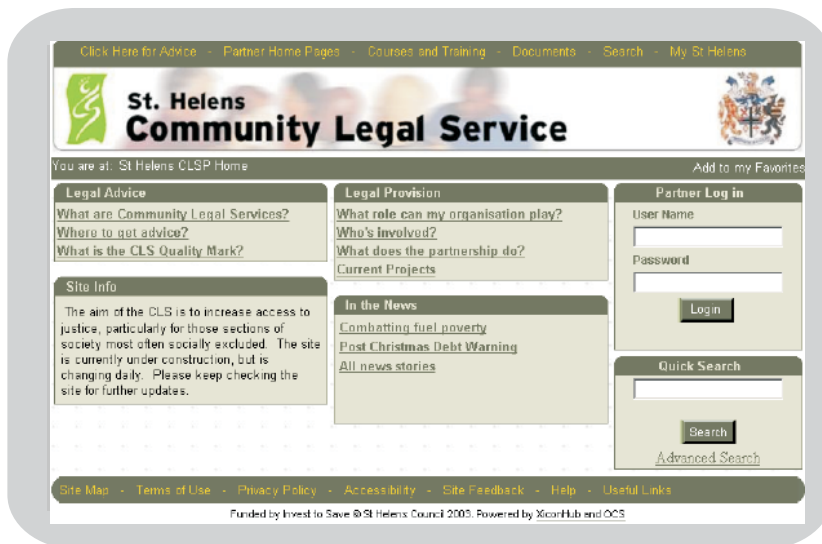 Click Here for Advice - Partner Home Pages - Courses and Training - Documents - Search - My St Helens
St. Helens
Community Legal Service
You are at: St Helens CLSP Home
Add to my Favorites
Legal Advice
What are Community Legal Services?
Where to get advice?
What is the CLS Quality Mark?
Site Info
The aim of the CLS is to increase access to
justice, particularly for those sections of
society most often socially excluded. The site
is currently under construction, but is
changing daily. Please keep checking the
site for further updates.
Legal Provision
What role can my organisation play?
Who's involved?
What does the partnership do?
Current Projects
In the News
Combatting fuel poverty
Post Christmas Debt Warning
All news stories
Partner Log in
User Name
Password
Login
Quick Search
Search
Advanced Search
Site Map - Terms of Use - Privacy Policy - Accessibility - Site Feedback - Help - Useful Links
Funded by Invest to Save © St Helens Council 2003. Powered by XiconHub and OCS